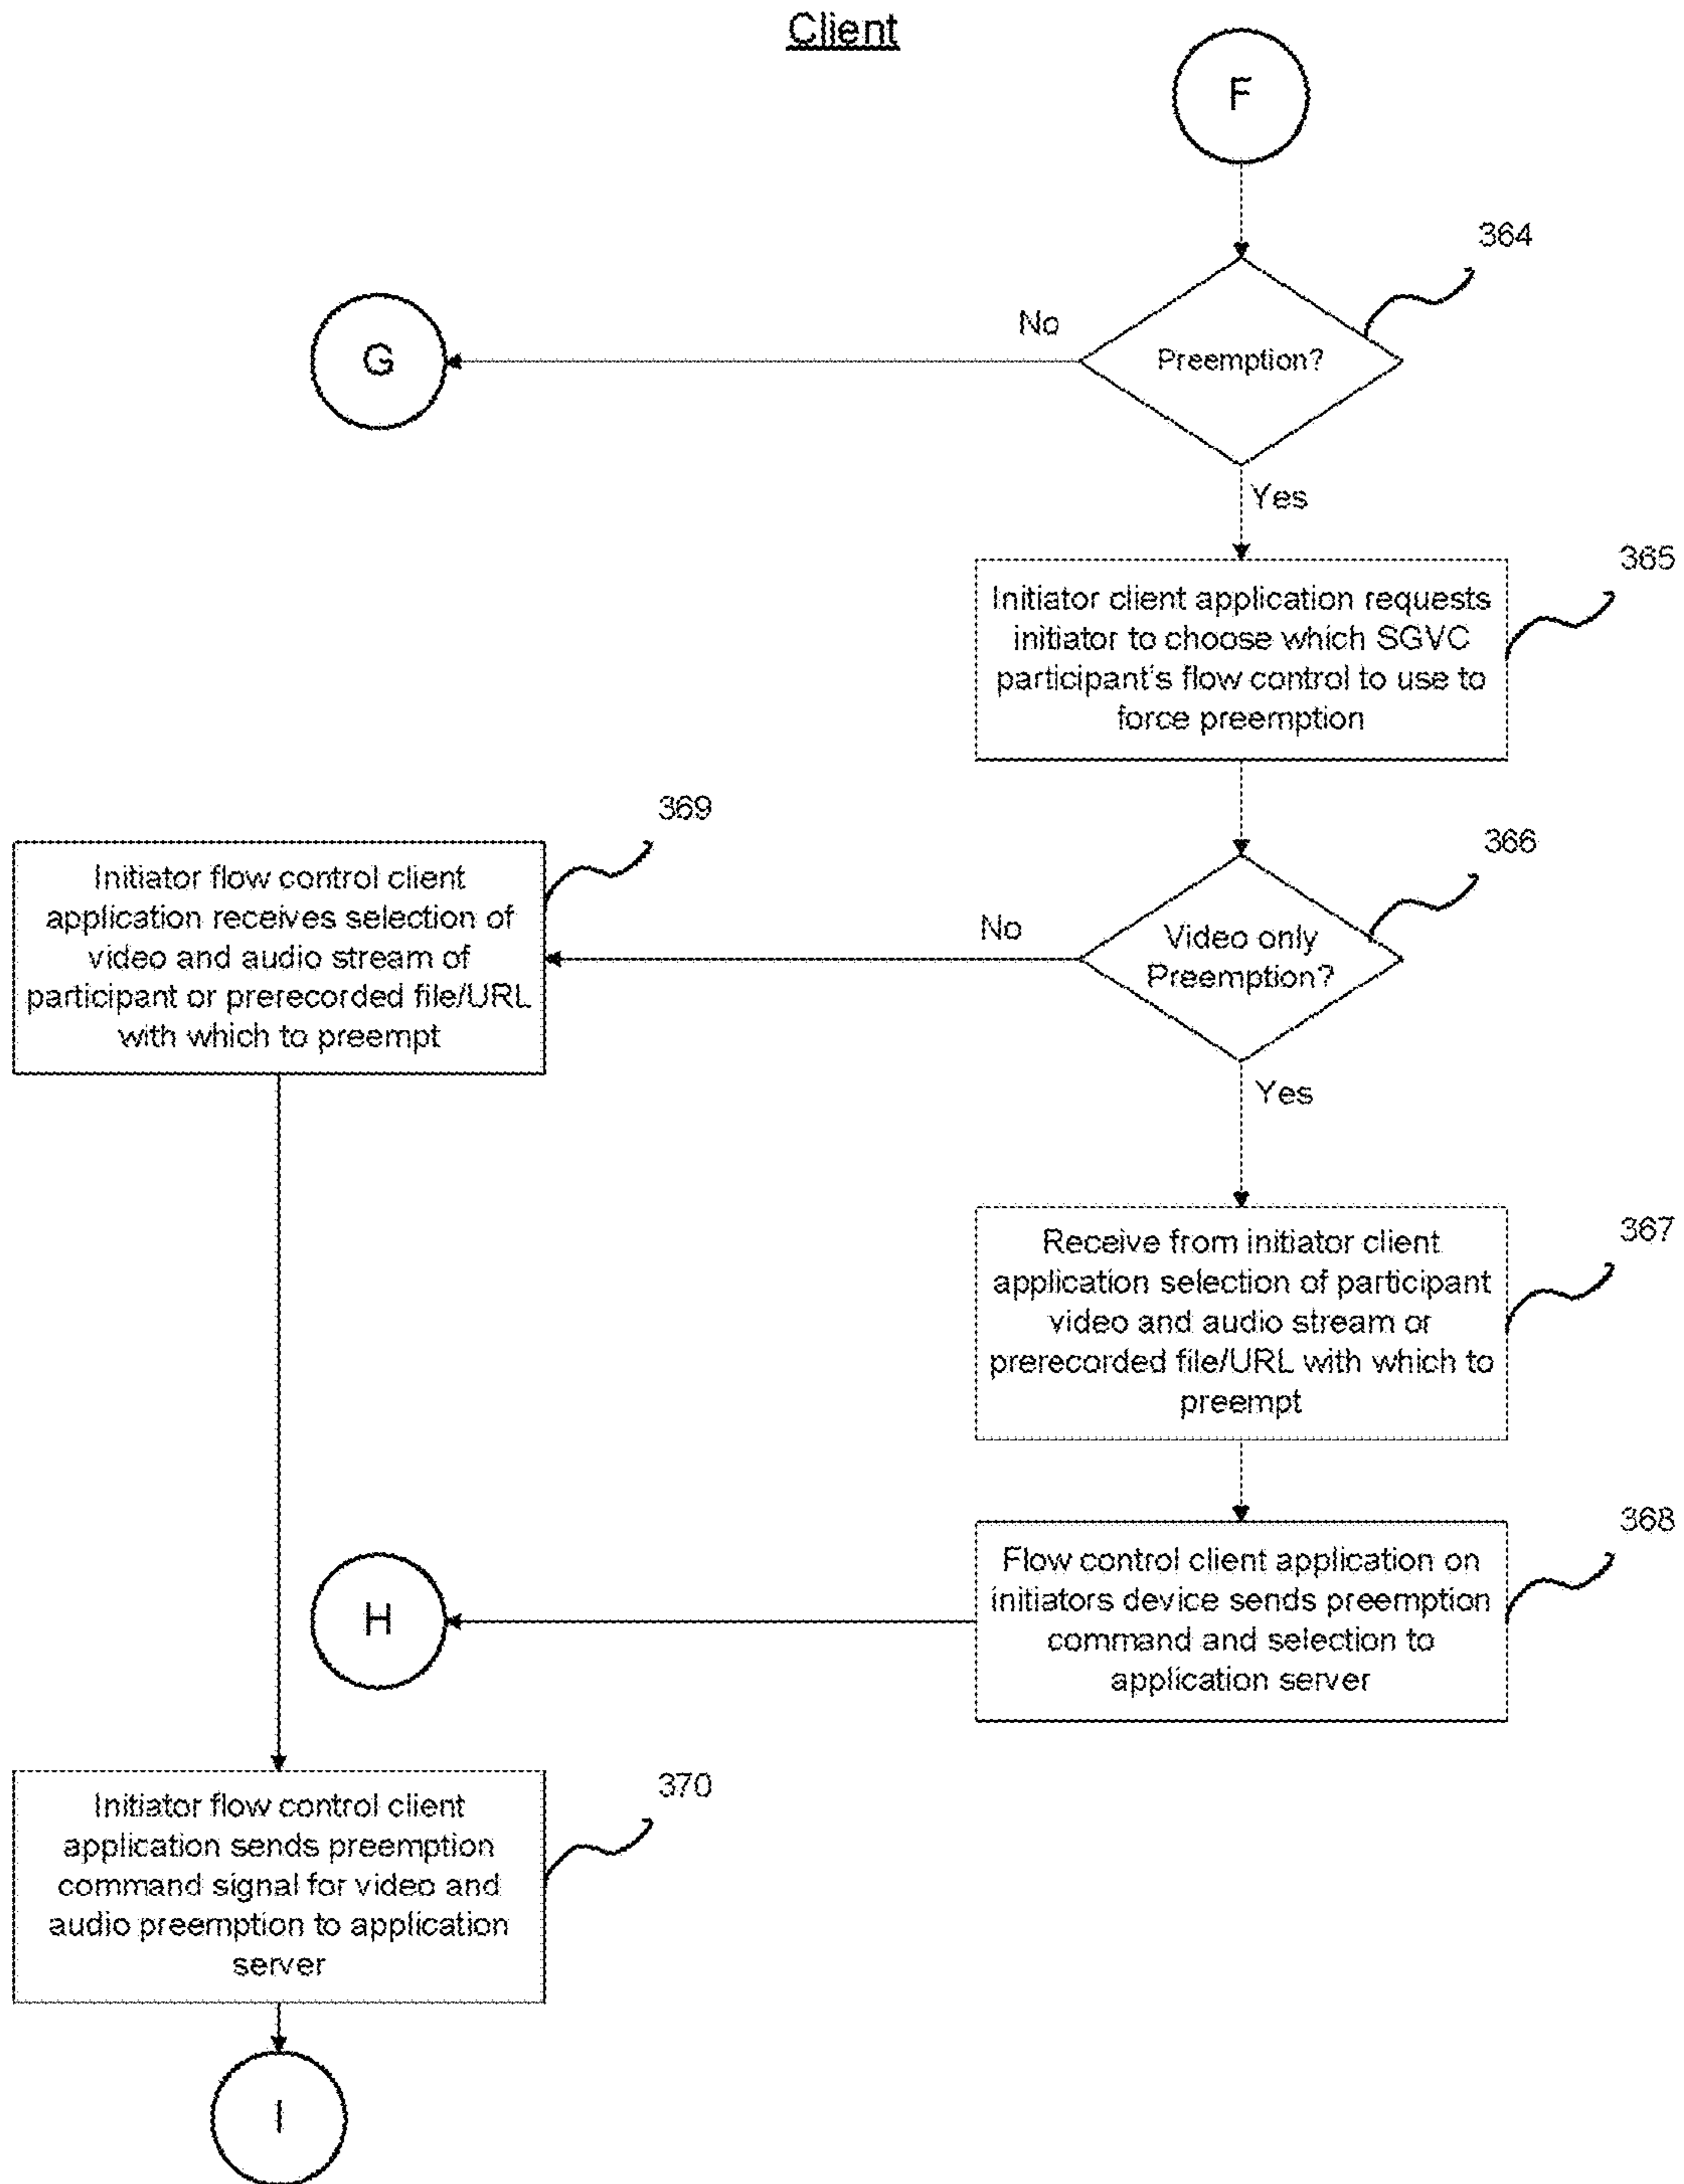 Client
F
364
Preemption?
No
G
Yes
365
Initiator client application requests
initiator to choose which SGVC
participant's flow control to use to
force preemption
366
Video only
Preemption?
No
369
Initiator flow control client
application receives selection of
video and audio stream of
participant or prerecorded file/URL
with which to preempt
Yes
367
Receive from initiator client
application selection of participant
video and audio stream or
prerecorded file/URL with which to
preempt
368
Flow control client application on
initiators device sends preemption
command and selection to
application server
H
370
Initiator flow control client
application sends preemption
command signal for video and
audio preemption to application
server
I